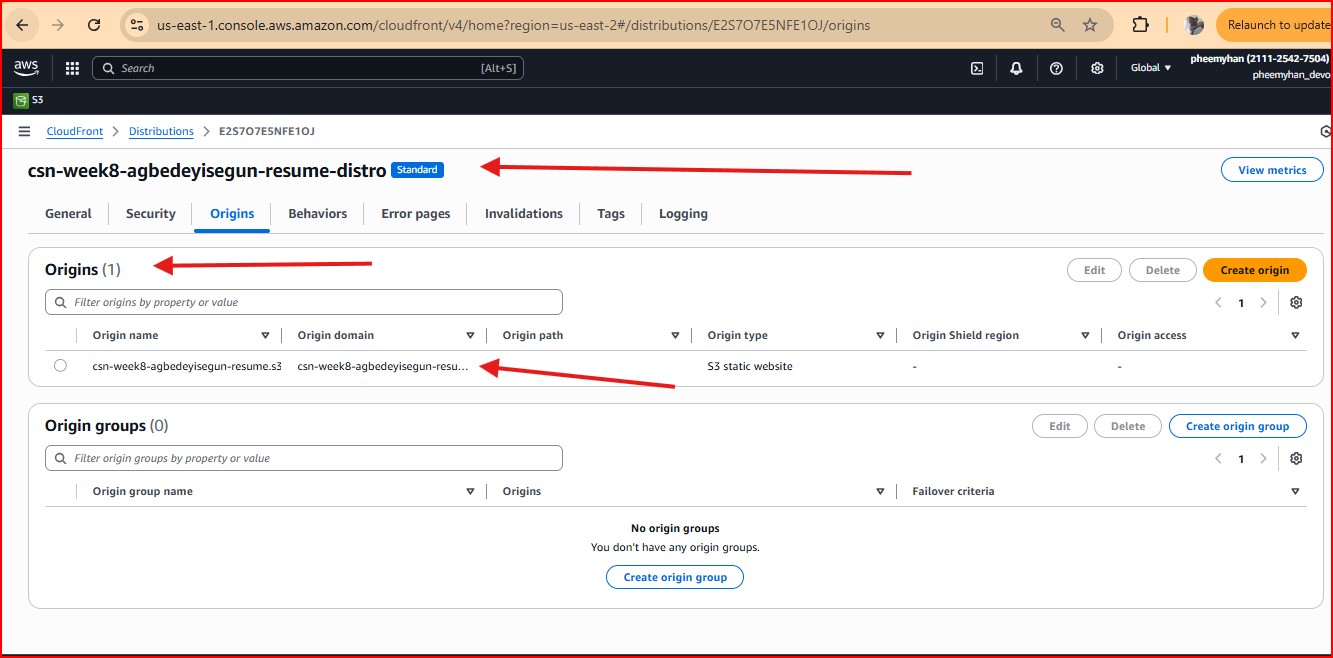 us-east-1.console.aws.amazon.com/cloudfront/v4/home?region=us-east-2#/distributions/E2S7O7E5NFE1OJ/origins
Relaunch to update
aws
Search [Alt+S]
Global
pheemyhan (2111-2542-7504)
pheemyhan_devo
S3
CloudFront > Distributions > E2S7O7E5NFE1OJ
csn-week8-agbedeyisegun-resume-distro Standard
View metrics
General Security Origins Behaviors Error pages Invalidations Tags Logging
Origins (1)
Edit Delete Create origin
Filter origins by property or value
1
Origin name Origin domain Origin path Origin type Origin Shield region Origin access
csn-week8-agbedeyisegun-resume.s3 csn-week8-agbedeyisegun-resu... S3 static website - -
Origin groups (0)
Edit Delete Create origin group
Filter origin groups by property or value
1
Origin group name Origins Failover criteria
No origin groups
You don't have any origin groups.
Create origin group